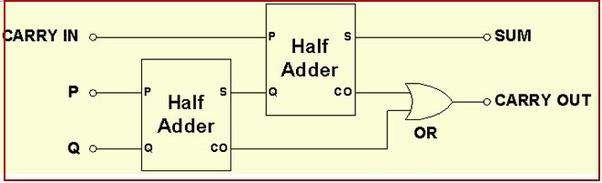 CARRY IN
P
S
SUM
Half
Adder
P
P
S
Q
CO
CARRY OUT
Half
Adder
OR
Q
Q
CO